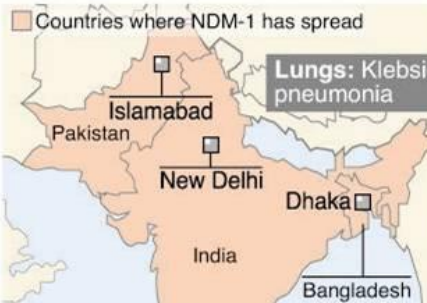 Countries where NDM-1 has spread
Lungs: Klebsi
pneumonia
Islamabad
Pakistan
New Delhi
Dhaka
India
Bangladesh